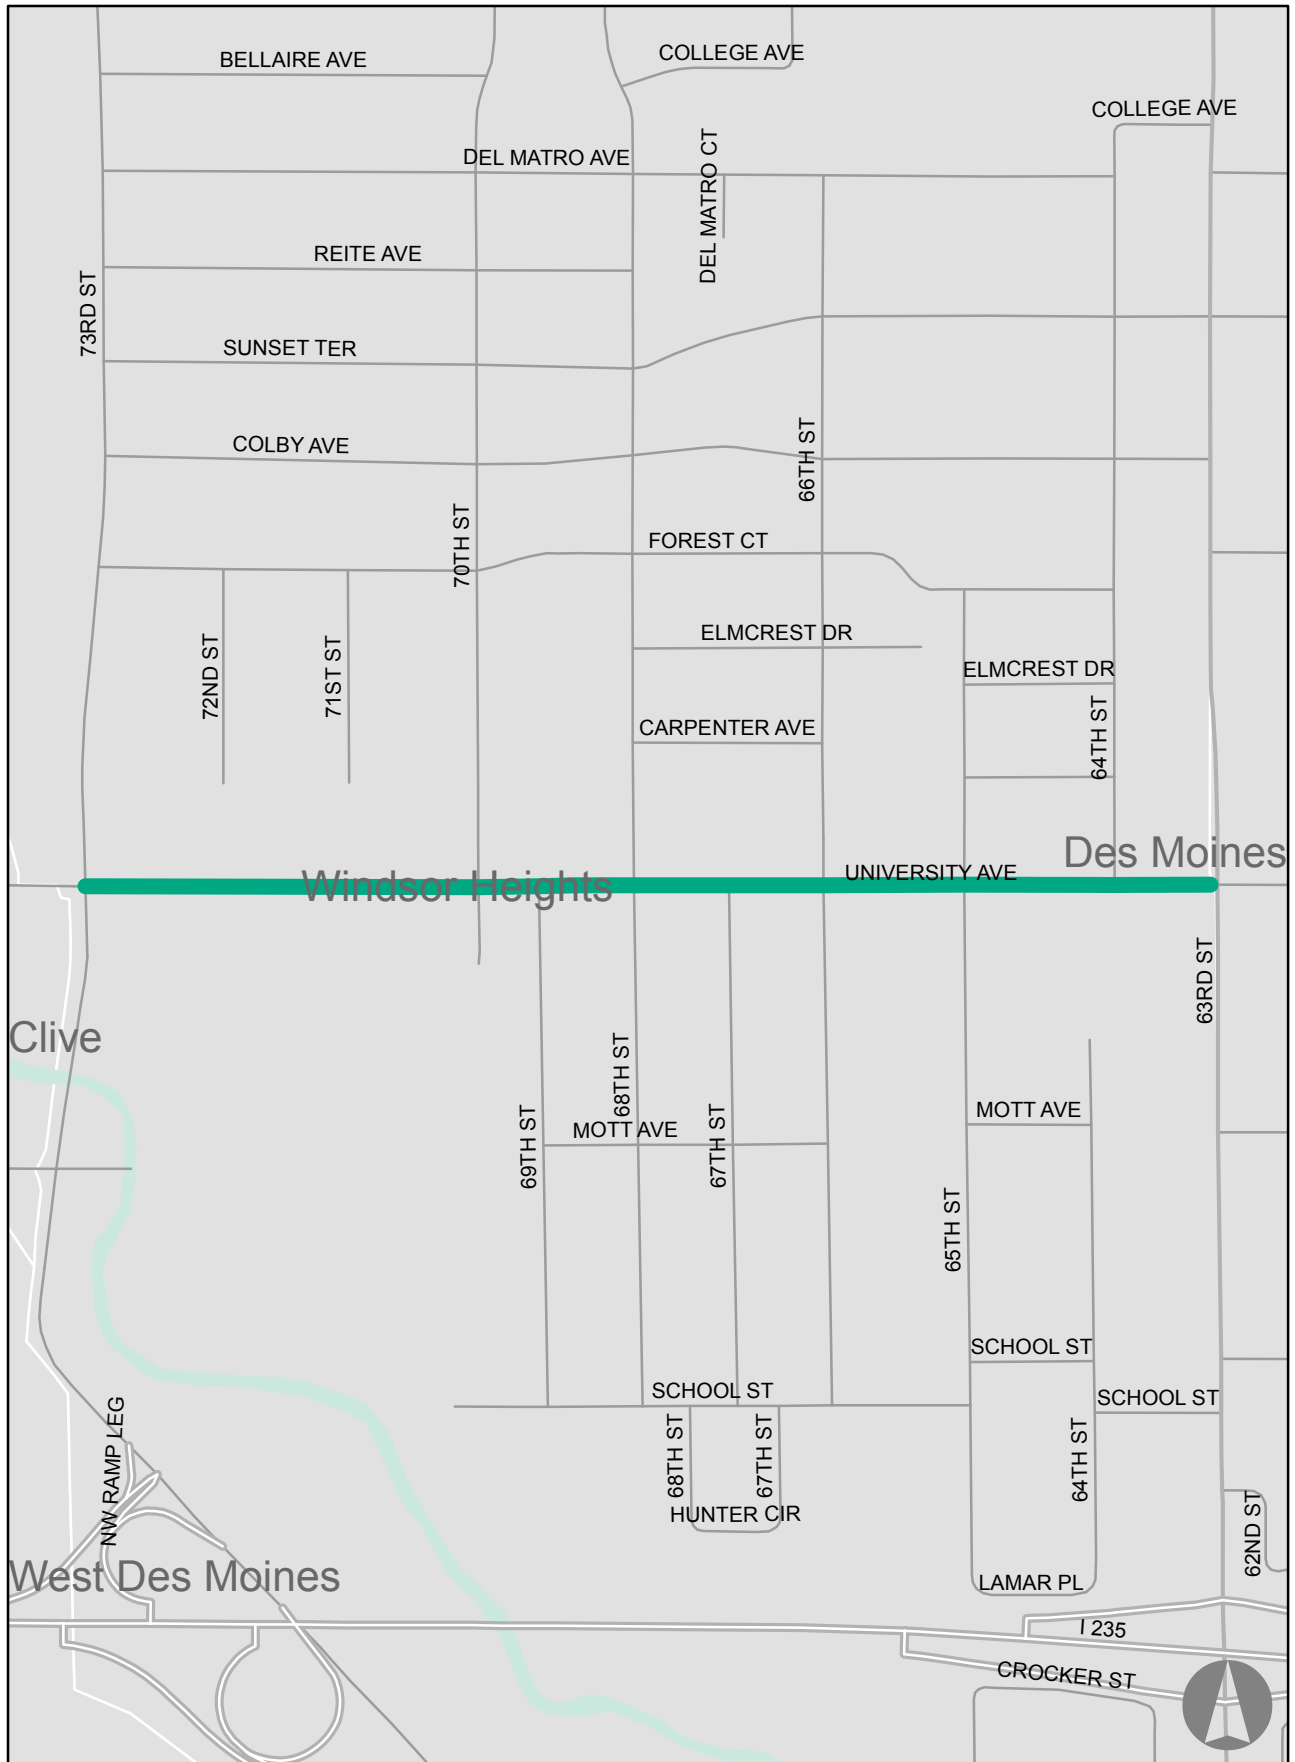 BELLAIRE AVE
COLLEGE AVE
COLLEGE AVE
DEL MATRO AVE
DEL MATRO CT
REITE AVE
73RD ST
SUNSET TER
COLBY AVE
66TH ST
70TH ST
FOREST CT
ELMCREST DR
ELMCREST DR
72ND ST
71ST ST
CARPENTER AVE
64TH ST
Des Moines
UNIVERSITY AVE
Windsor Heights
63RD ST
Clive
68TH ST
69TH ST
MOTT AVE
67TH ST
MOTT AVE
65TH ST
SCHOOL ST
SCHOOL ST
SCHOOL ST
NW RAMP LEG
68TH ST
67TH ST
64TH ST
HUNTER CIR
62ND ST
West Des Moines
LAMAR PL
I 235
CROCKER ST